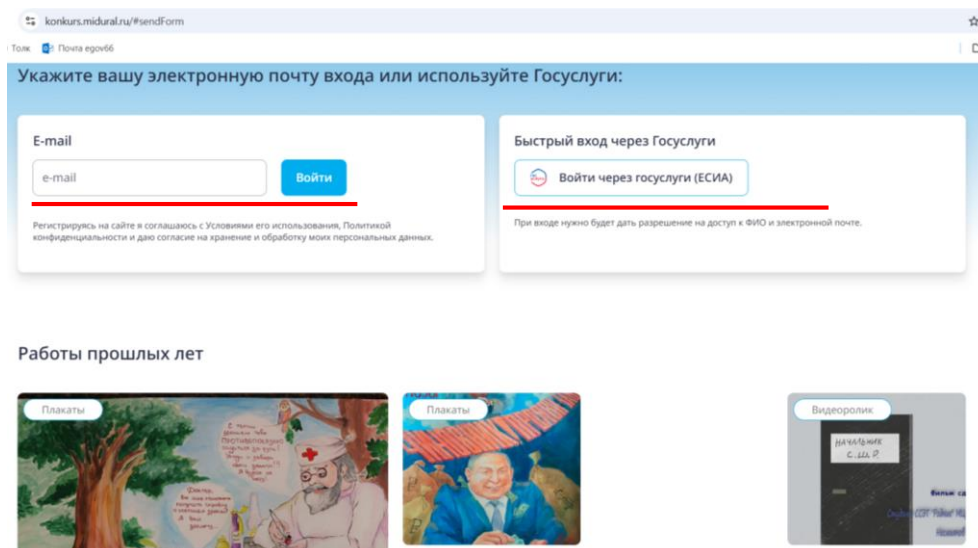 konkurs.midural.ru/#sendForm
Толк Почта egov66
Укажите вашу электронную почту входа или используйте Госуслуги:
E-mail
e-mail
Войти
Регистрируясь на сайте я соглашаюсь с Условиями его использования, Политикой
конфиденциальности и даю согласие на хранение и обработку моих персональных данных.
Быстрый вход через Госуслуги
Войти через госуслуги (ЕСИА)
При входе нужно будет дать разрешение на доступ к ФИО и электронной почте.
Работы прошлых лет
Плакаты
Плакаты
Видеоролик
НАЧАЛЬНИК